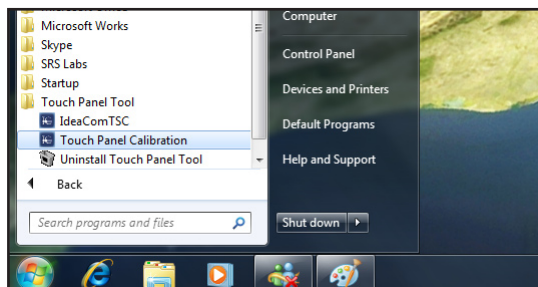 Microsoft Works
Skype
SRS Labs
Startup
Touch Panel Tool
IdeaComTSC
Touch Panel Calibration
Uninstall Touch Panel Tool
Back
Search programs and files
Computer
Control Panel
Devices and Printers
Default Programs
Help and Support
Shut down